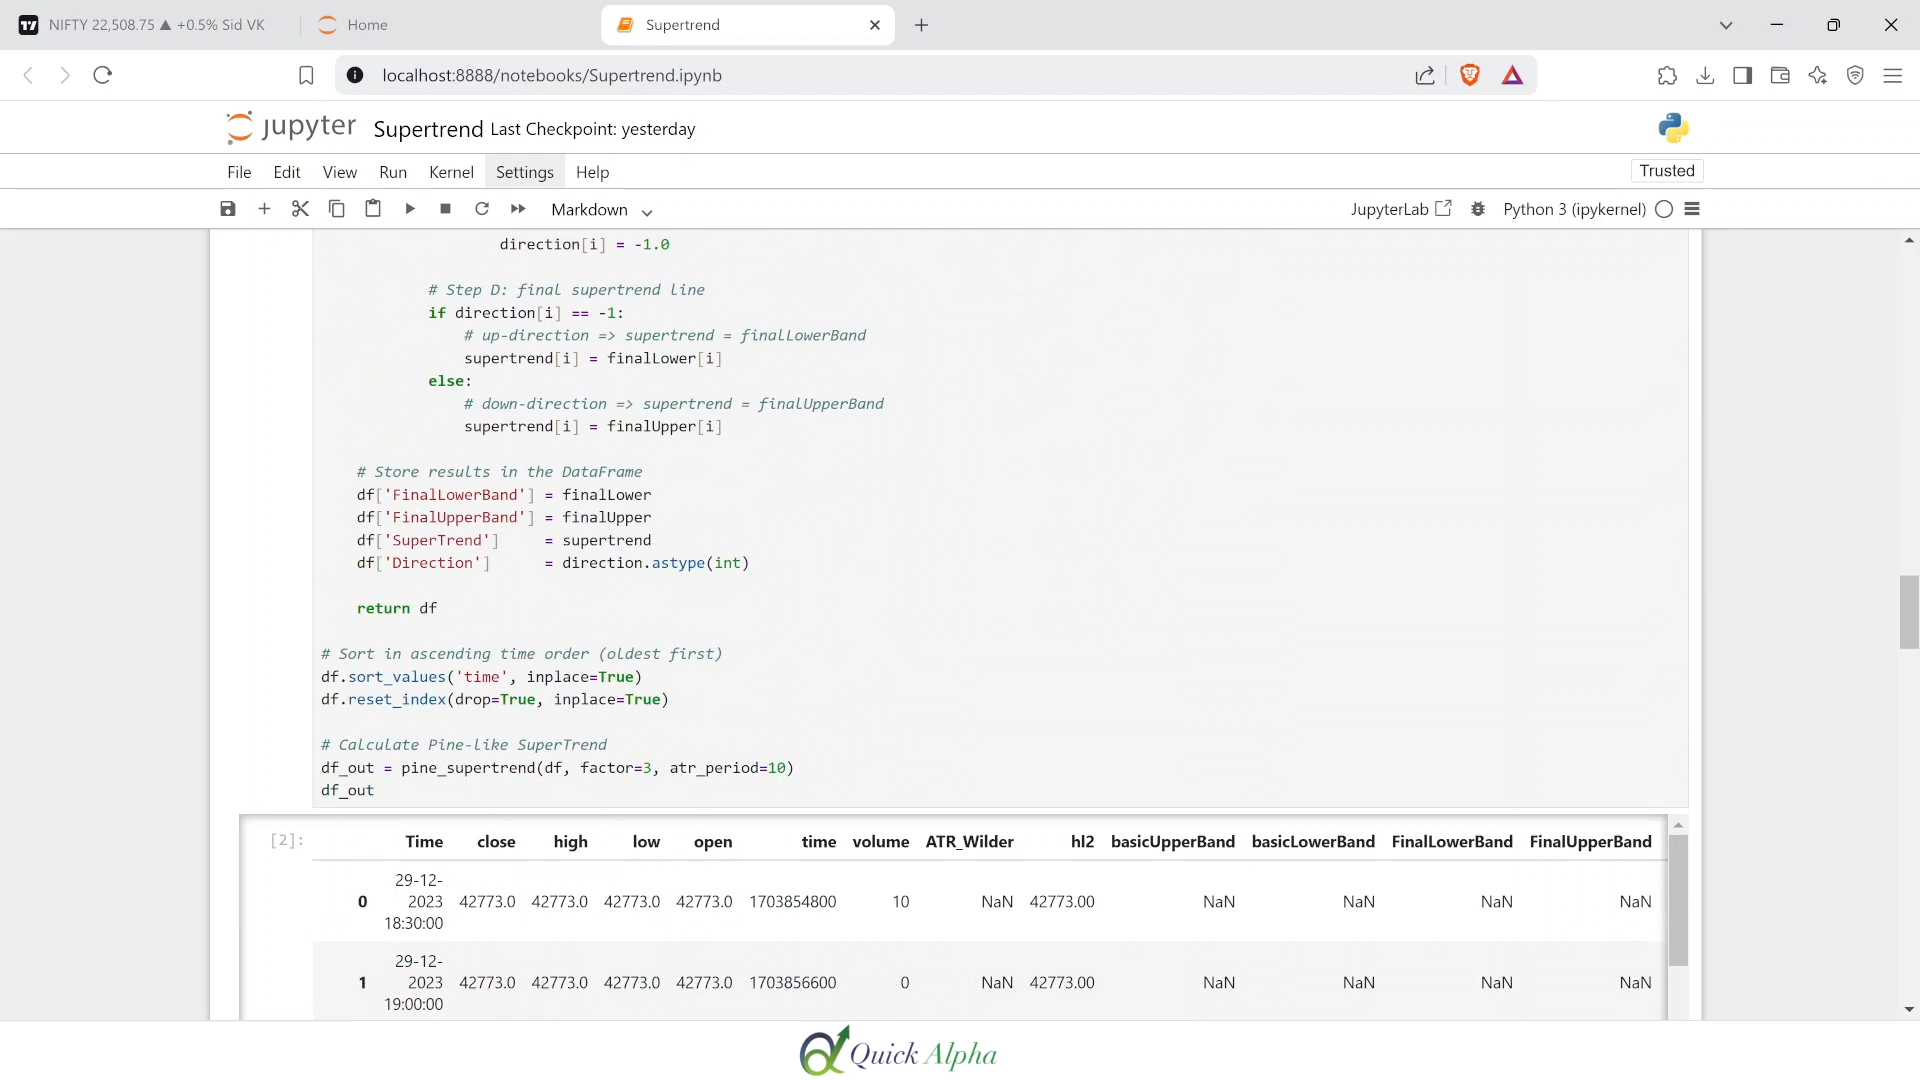 NIFTY 22,508.75 ▲ +0.5% Sid VK
Home
Supertrend
localhost:8888/notebooks/Supertrend.ipynb
jupyter Supertrend Last Checkpoint: yesterday
File Edit View Run Kernel Settings Help
Trusted
Markdown
JupyterLab
Python 3 (ipykernel)
direction[i] = -1.0
# Step D: final supertrend line
if direction[i] == -1:
# up-direction => supertrend = finalLowerBand
supertrend[i] = finalLower[i]
else:
# down-direction => supertrend = finalUpperBand
supertrend[i] = finalUpper[i]
# Store results in the DataFrame
df['FinalLowerBand'] = finalLower
df['FinalUpperBand'] = finalUpper
df['SuperTrend'] = supertrend
df['Direction'] = direction.astype(int)
return df
# Sort in ascending time order (oldest first)
df.sort_values('time', inplace=True)
df.reset_index(drop=True, inplace=True)
# Calculate Pine-like SuperTrend
df_out = pine_supertrend(df, factor=3, atr_period=10)
df_out
[2]: Time close high low open time volume ATR_Wilder hl2 basicUpperBand basicLowerBand FinalLowerBand FinalUpperBand
29-12-
0 2023 42773.0 42773.0 42773.0 42773.0 1703854800 10 NaN 42773.00 NaN NaN NaN NaN
18:30:00
29-12-
1 2023 42773.0 42773.0 42773.0 42773.0 1703856600 0 NaN 42773.00 NaN NaN NaN NaN
19:00:00
Quick Alpha